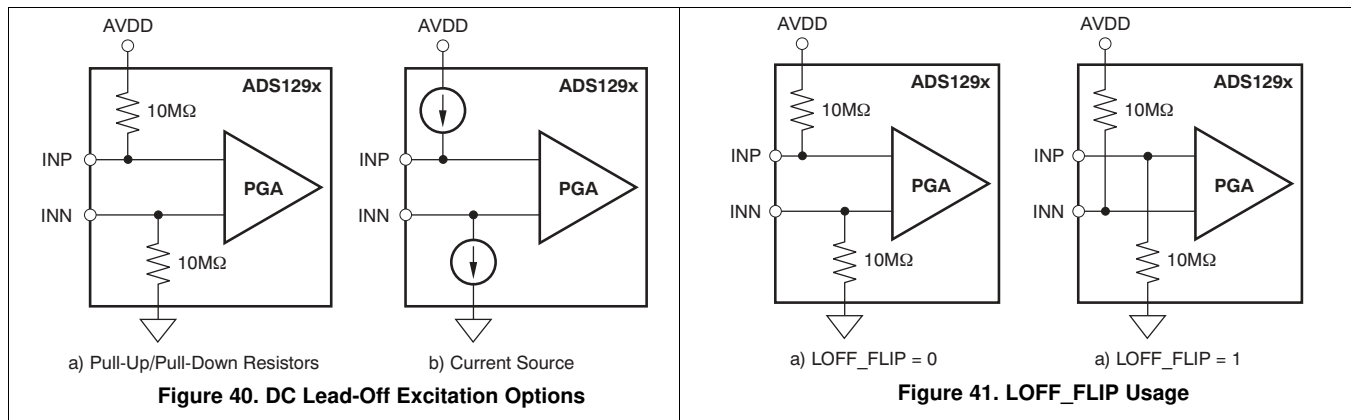 AVDD
ADS129x
10MΩ
INP
PGA
INN
10MΩ
a) Pull-Up/Pull-Down Resistors
AVDD
ADS129x
INP
PGA
INN
b) Current Source
Figure 40. DC Lead-Off Excitation Options
AVDD
ADS129x
10MΩ
INP
PGA
INN
10MΩ
a) LOFF_FLIP = 0
AVDD
ADS129x
10MΩ
INP
PGA
INN
10MΩ
a) LOFF_FLIP = 1
Figure 41. LOFF_FLIP Usage